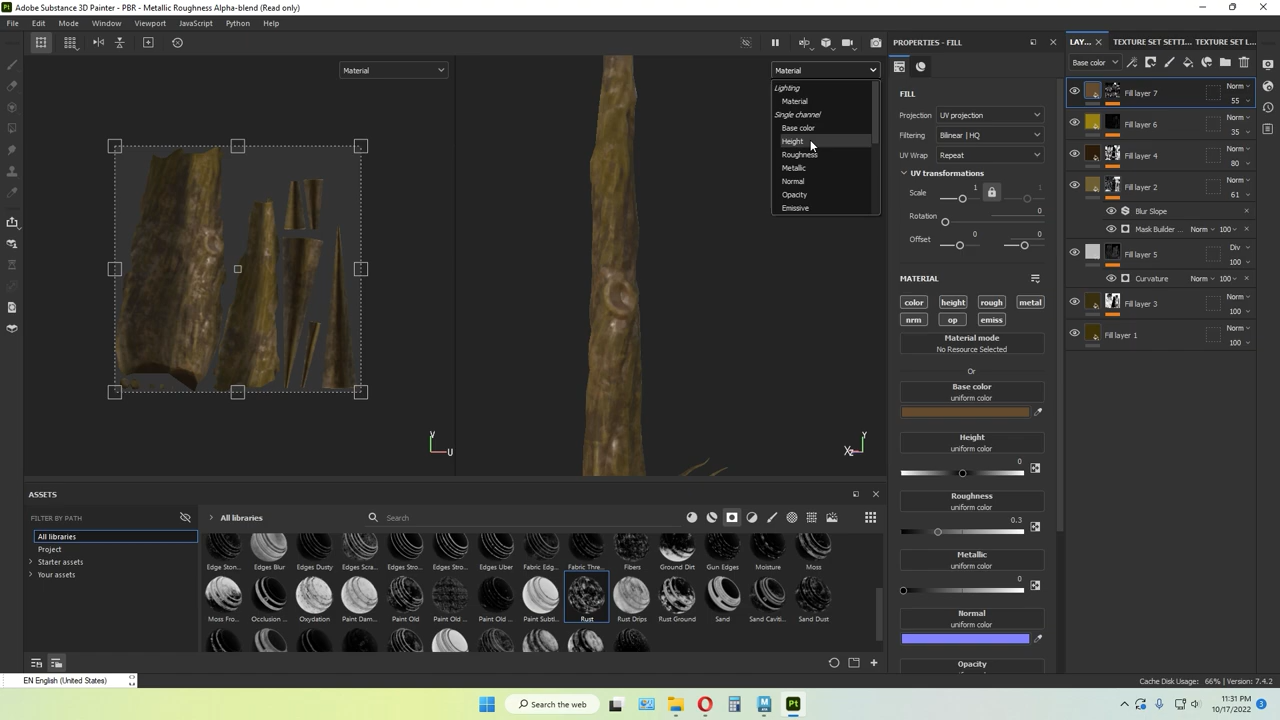 Adobe Substance 3D Painter - PBR - Metallic Roughness Alpha-blend (Read only)
File Edit Mode Window Viewport JavaScript Python Help
Material
Material
Lighting
Material
Single channel
Base color
Height
Roughness
Metallic
Normal
Opacity
Emissive
V
U
Y
PROPERTIES - FILL
FILL
Projection UV projection
Filtering Bilinear | HQ
UV Wrap Repeat
UV transformations
Scale 1 1
Rotation 0
Offset 0 0
MATERIAL
color height rough metal
nrm op emiss
Material mode
No Resource Selected
Or
Base color
uniform color
Height
uniform color
0
Roughness
uniform color
0.3
Metallic
uniform color
0
Normal
uniform color
Opacity
LAY... TEXTURE SET SETTI... TEXTURE SET L...
Base color
Fill layer 7 Norm 55
Fill layer 6 Norm 35
Fill layer 4 Norm 80
Fill layer 2 Norm 61
Blur Slope
Mask Builder ... Norm 100
Fill layer 5 Div 100
Curvature Norm 100
Fill layer 3 Norm 100
Fill layer 1 Norm 100
ASSETS
FILTER BY PATH
All libraries
Project
Starter assets
Your assets
All libraries
Search
Edge Ston... Edges Blur Edges Dusty Edges Scra... Edges Stro... Edges Stro... Edges Uber Fabric Edg... Fabric Thre... Fibers Ground Dirt Gun Edges Moisture Moss
Moss Fro... Occlusion ... Oxydation Paint Dam... Paint Old Paint Old ... Paint Old ... Paint Subtl... Rust Rust Drips Rust Ground Sand Sand Caviti... Sand Dust
EN English (United States)
Cache Disk Usage: 66% | Version: 7.4.2
Search the web
11:31 PM
10/17/2022
3